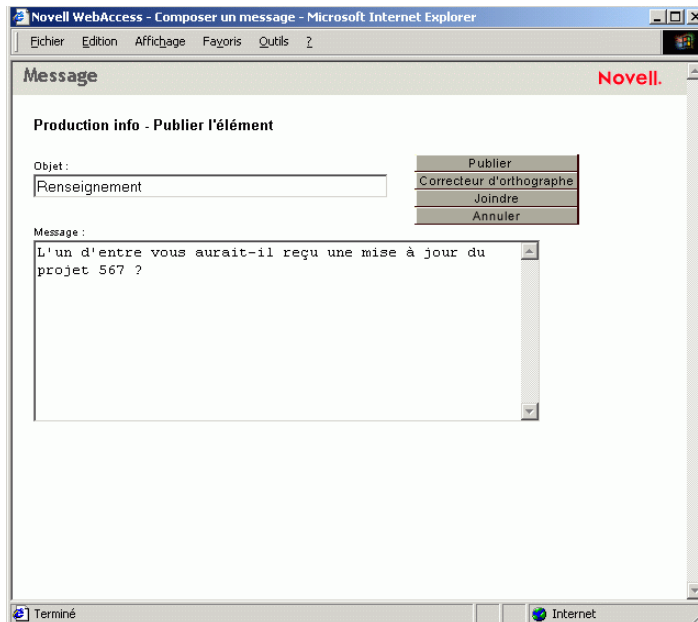 Novell WebAccess - Composer un message - Microsoft Internet Explorer
Fichier Edition Affichage Favoris Outils ?
Message
Novell.
Production info - Publier l'élément
Objet :
Renseignement
Publier
Correcteur d'orthographe
Joindre
Annuler
Message :
L'un d'entre vous aurait-il reçu une mise à jour du
projet 567 ?
Terminé
Internet